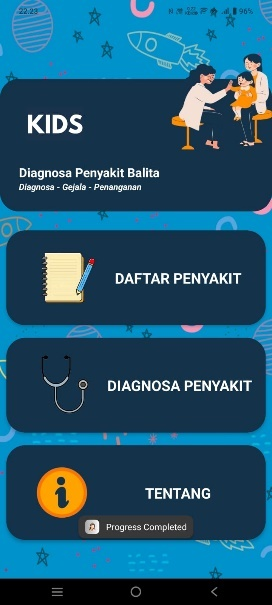 22.23
96%
KIDS
Diagnosa Penyakit Balita
Diagnosa - Gejala - Penanganan
DAFTAR PENYAKIT
DIAGNOSA PENYAKIT
TENTANG
Progress Completed